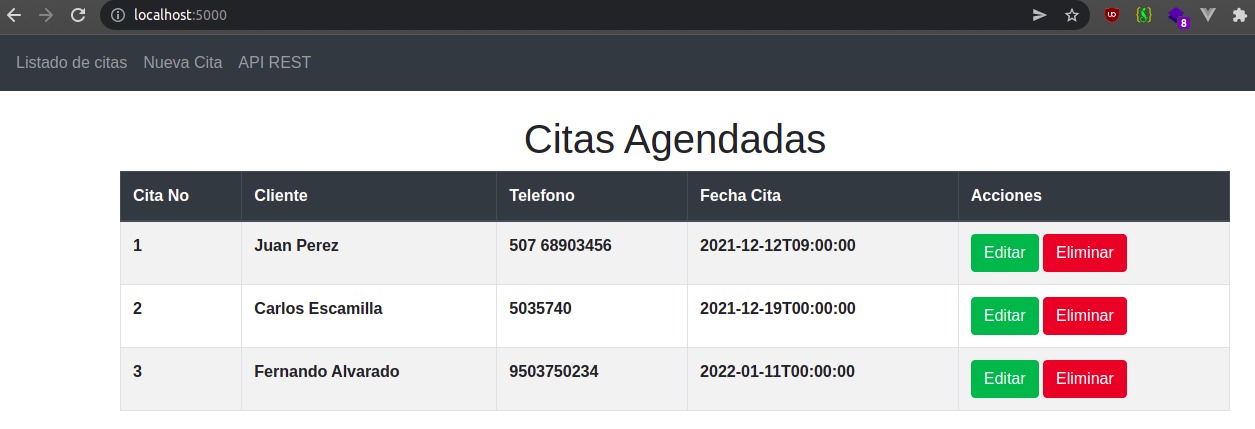 localhost:5000
8
Listado de citas Nueva Cita API REST
Citas Agendadas
Cita No Cliente Telefono Fecha Cita Acciones
1 Juan Perez 507 68903456 2021-12-12T09:00:00 Editar Eliminar
2 Carlos Escamilla 5035740 2021-12-19T00:00:00 Editar Eliminar
3 Fernando Alvarado 9503750234 2022-01-11T00:00:00 Editar Eliminar